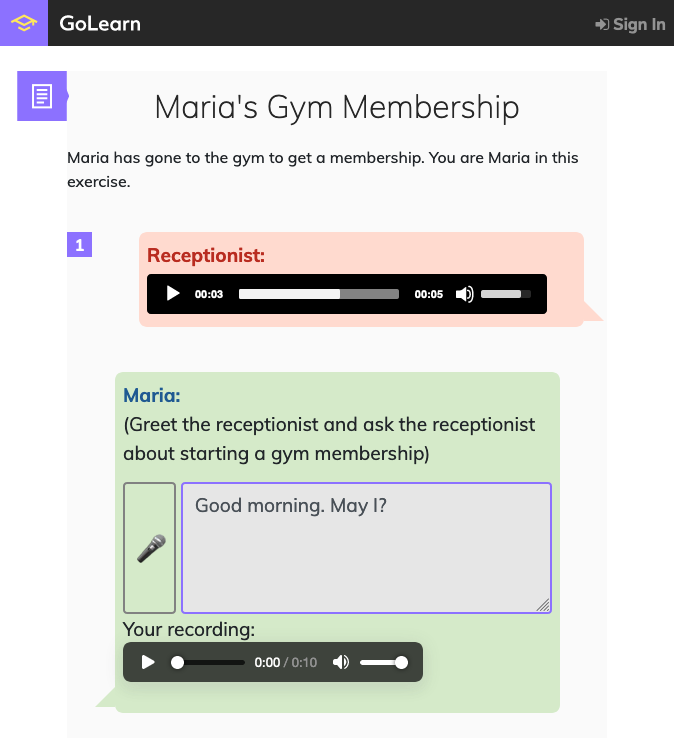 GoLearn
Sign In
Maria's Gym Membership
Maria has gone to the gym to get a membership. You are Maria in this
exercise.
1
Receptionist:
00:03 00:05
Maria:
(Greet the receptionist and ask the receptionist
about starting a gym membership)
Good morning. May I?
Your recording:
0:00 / 0:10